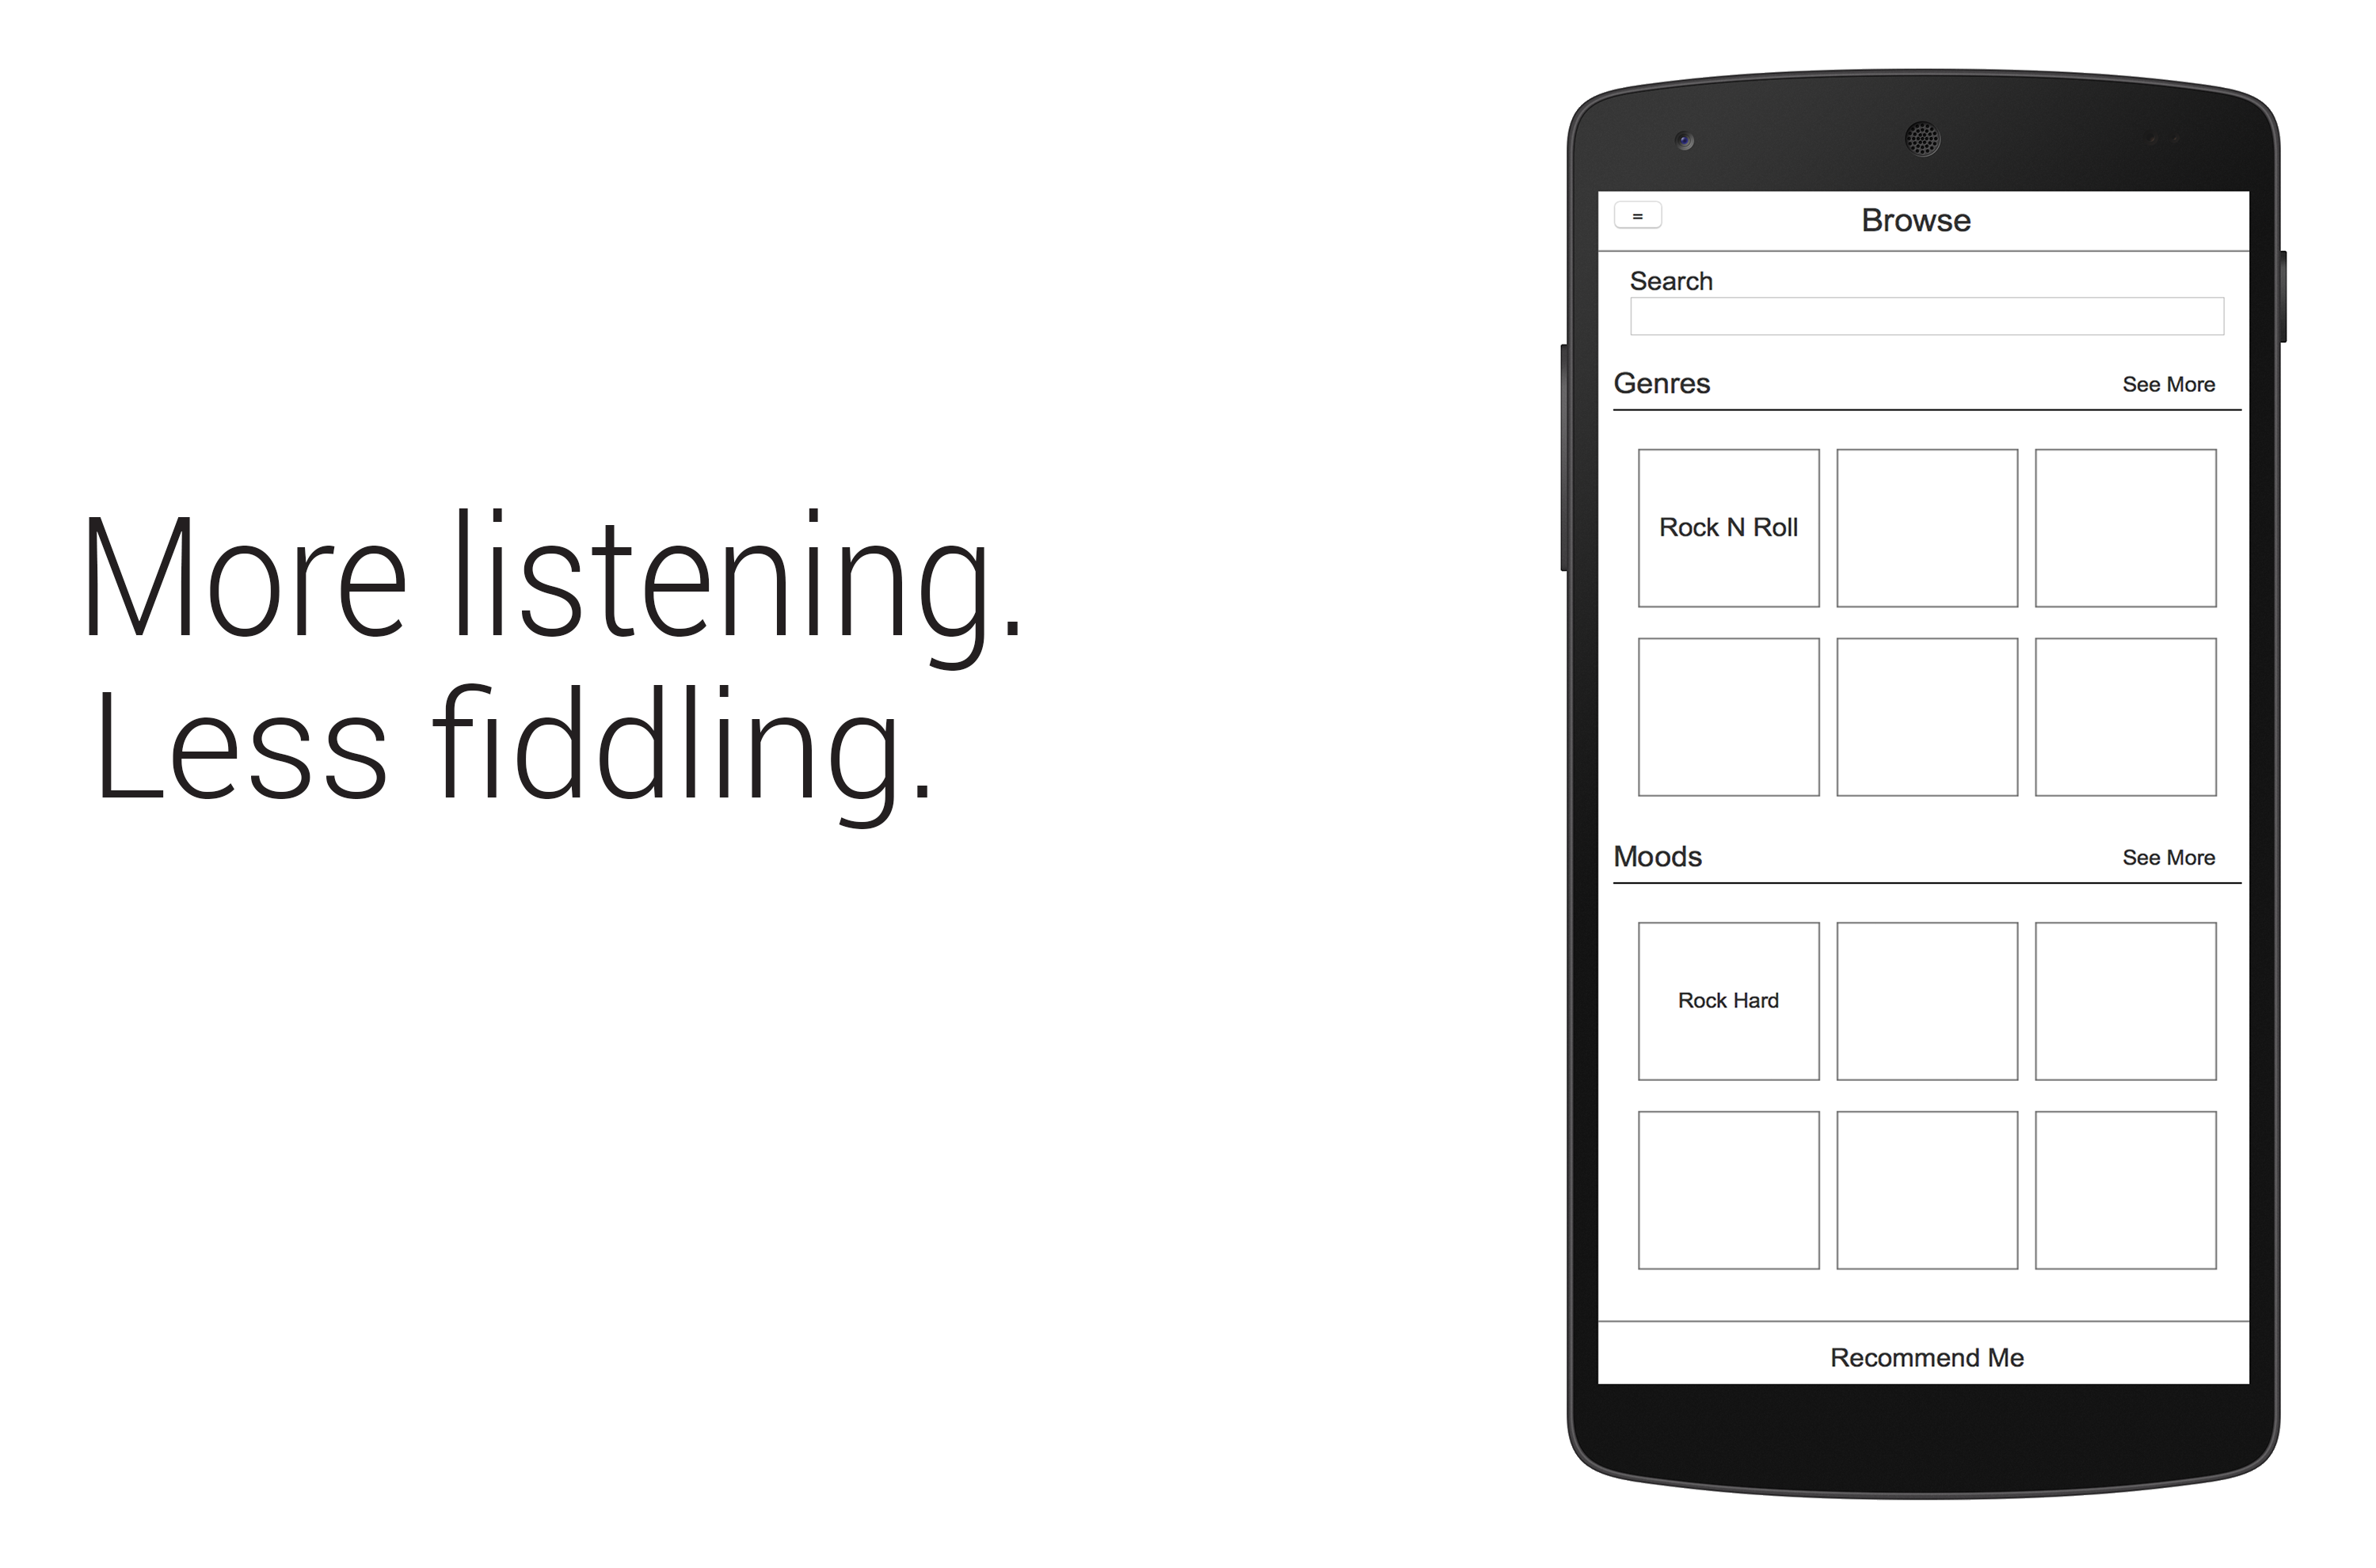 More listening.
Less fiddling.
=
Browse
Search
Genres
See More
Rock N Roll
Moods
See More
Rock Hard
Recommend Me